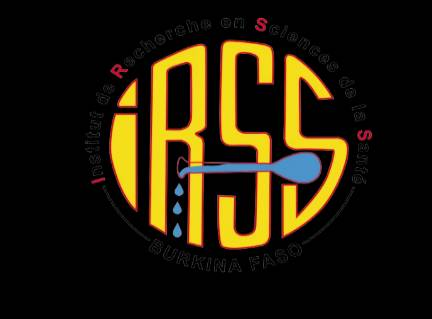 Institut de Recherche en Sciences de la Santé
iRSS
BURKINA FASO